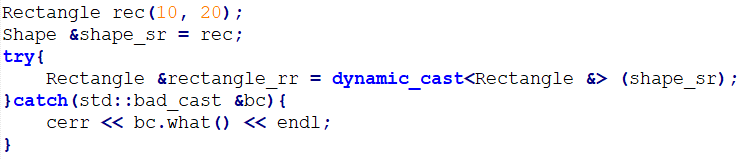 Rectangle rec(10, 20);
Shape &shape_sr = rec;
try{
    Rectangle &rectangle_rr = dynamic_cast<Rectangle &> (shape_sr);
}catch(std::bad_cast &bc){
    cerr << bc.what() << endl;
}